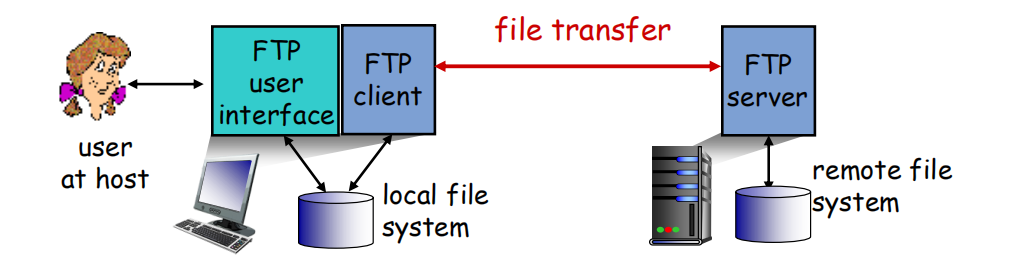 file transfer
FTP
user
interface
FTP
client
FTP
server
user
at host
local file
system
remote file
system